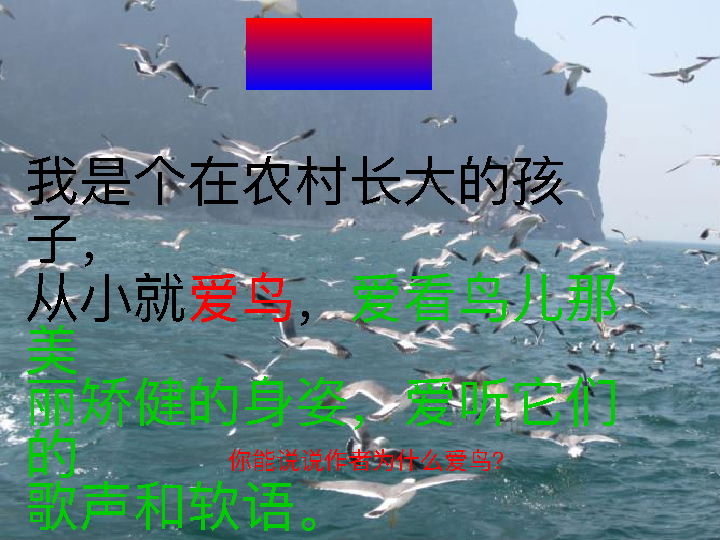 我是个在农村长大的孩
子，
从小就爱鸟，爱看鸟儿那
美
丽矫健的身姿，爱听它们
的
你能说说作者为什么爱鸟？
歌声和软语。